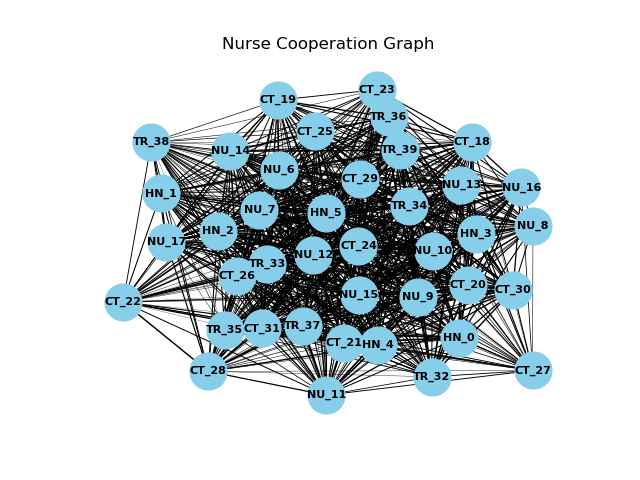 Nurse Cooperation Graph
CT_23
CT_19
TR_36
CT_25
TR_38
CT_18
NU_14
TR_39
NU_6
CT_29
NU_13
NU_16
HN_1
TR_34
NU_7
HN_5
NU_8
HN_2
HN_3
NU_17
CT_24
NU_10
NU_12
TR_33
CT_26
CT_20
CT_30
NU_15
NU_9
CT_22
TR_37
CT_31
TR_35
HN_0
CT_21
HN_4
CT_28
CT_27
TR_32
NU_11